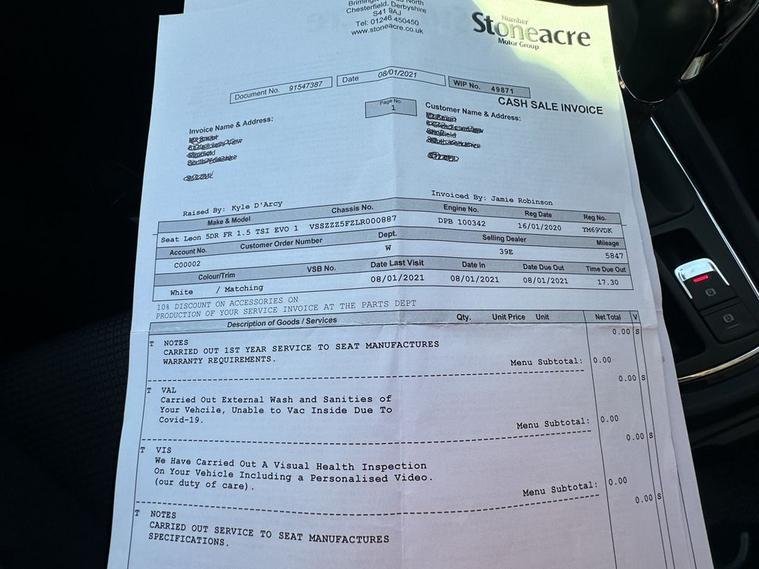 Chesterfield, Derbyshire
S41 9AJ
Tel: 01246 450450
www.stoneacre.co.uk
Number
Stoneacre
Motor Group
Document No. 91547387
Date 08/01/2021
WIP No. 49871
Page No.
1
CASH SALE INVOICE
Invoice Name & Address:
Customer Name & Address:
Raised By: Kyle D'Arcy
Invoiced By: Jamie Robinson
Make & Model Chassis No. Engine No. Reg Date Reg No.
Seat Leon 5DR FR 1.5 TSI EVO 1 VSSZZZ5FZLR000887 DPB 100342 16/01/2020 YM69VDK
Account No. Customer Order Number Dept. Selling Dealer Mileage
C00002 W 39E 5847
Colour/Trim VSB No. Date Last Visit Date In Date Due Out Time Due Out
White / Matching 08/01/2021 08/01/2021 08/01/2021 17.30
10% DISCOUNT ON ACCESSORIES ON
PRODUCTION OF YOUR SERVICE INVOICE AT THE PARTS DEPT
Description of Goods / Services Qty. Unit Price Unit Net Total V
T NOTES 0.00 S
CARRIED OUT 1ST YEAR SERVICE TO SEAT MANUFACTURES
WARRANTY REQUIREMENTS.
Menu Subtotal: 0.00
T VAL 0.00 S
Carried Out External Wash and Sanities of
Your Vehcile, Unable to Vac Inside Due To
Covid-19.
Menu Subtotal: 0.00
T VIS 0.00 S
We Have Carried Out A Visual Health Inspection
On Your Vehicle Including a Personalised Video.
(our duty of care).
Menu Subtotal: 0.00
T NOTES 0.00 S
CARRIED OUT SERVICE TO SEAT MANUFACTURES
SPECIFICATIONS.